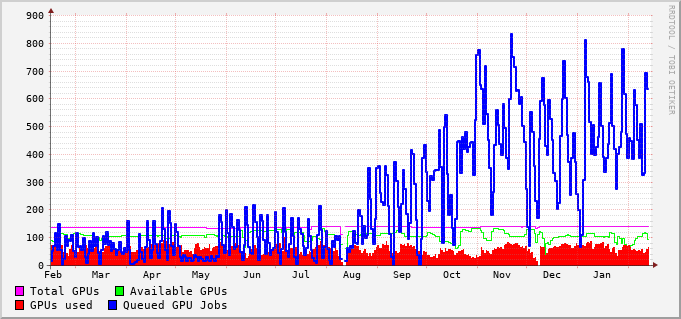 900
800
700
600
500
400
300
200
100
0
Feb Mar Apr May Jun Jul Aug Sep Oct Nov Dec Jan
Total GPUs Available GPUs
GPUs used Queued GPU Jobs
RRDTOOL / TOBI OETIKER